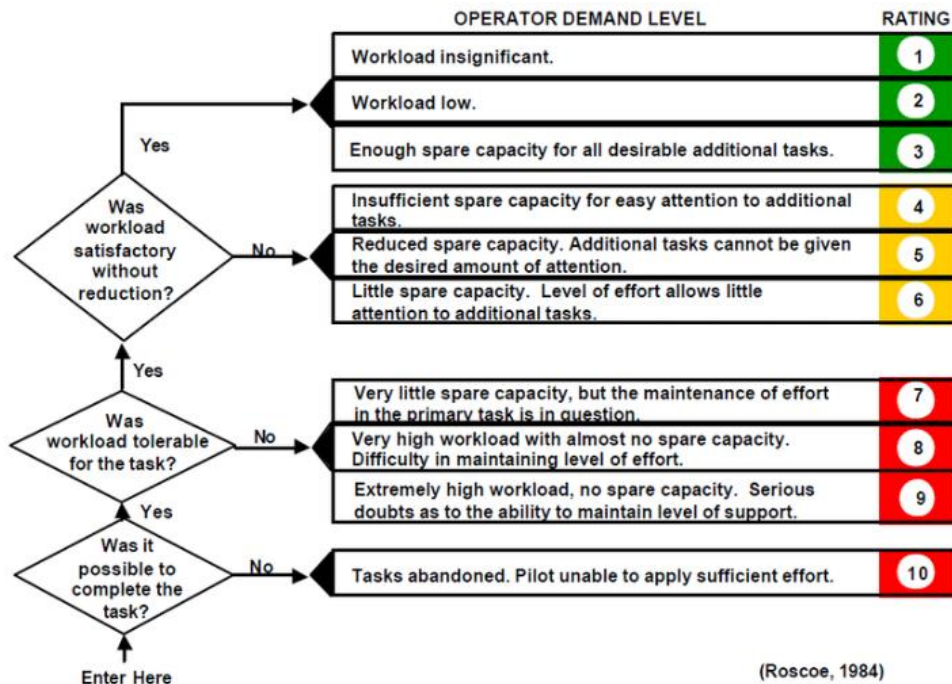 OPERATOR DEMAND LEVEL
RATING
Workload insignificant.
1
Workload low.
2
Enough spare capacity for all desirable additional tasks.
3
Yes
Was
workload
satisfactory
without
reduction?
No
Insufficient spare capacity for easy attention to additional
tasks.
4
Reduced spare capacity. Additional tasks cannot be given
the desired amount of attention.
5
Little spare capacity. Level of effort allows little
attention to additional tasks.
6
Yes
Was
workload tolerable
for the task?
No
Very little spare capacity, but the maintenance of effort
in the primary task is in question.
7
Very high workload with almost no spare capacity.
Difficulty in maintaining level of effort.
8
Extremely high workload, no spare capacity. Serious
doubts as to the ability to maintain level of support.
9
Yes
Was it
possible to
complete the
task?
No
Tasks abandoned. Pilot unable to apply sufficient effort.
10
Enter Here
(Roscoe, 1984)